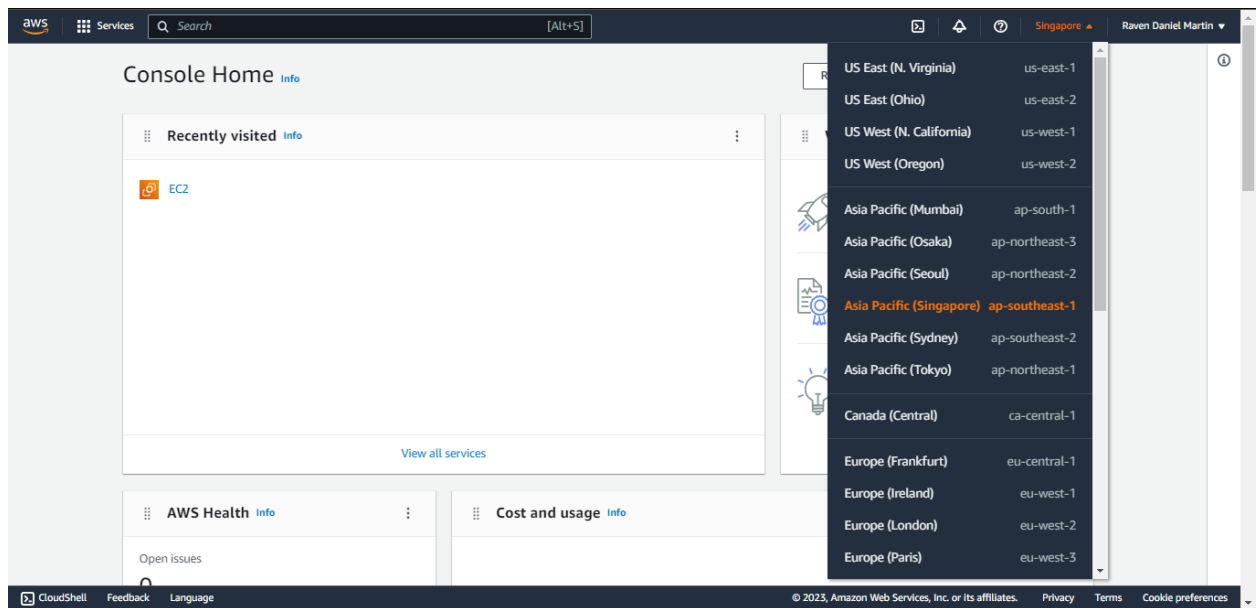 aws Services Search [Alt+S] Singapore ▲ Raven Daniel Martin ▼
Console Home Info
Recently visited Info
EC2
View all services
AWS Health Info
Open issues
Cost and usage Info
US East (N. Virginia) us-east-1
US East (Ohio) us-east-2
US West (N. California) us-west-1
US West (Oregon) us-west-2
Asia Pacific (Mumbai) ap-south-1
Asia Pacific (Osaka) ap-northeast-3
Asia Pacific (Seoul) ap-northeast-2
Asia Pacific (Singapore) ap-southeast-1
Asia Pacific (Sydney) ap-southeast-2
Asia Pacific (Tokyo) ap-northeast-1
Canada (Central) ca-central-1
Europe (Frankfurt) eu-central-1
Europe (Ireland) eu-west-1
Europe (London) eu-west-2
Europe (Paris) eu-west-3
CloudShell Feedback Language © 2023, Amazon Web Services, Inc. or its affiliates. Privacy Terms Cookie preferences